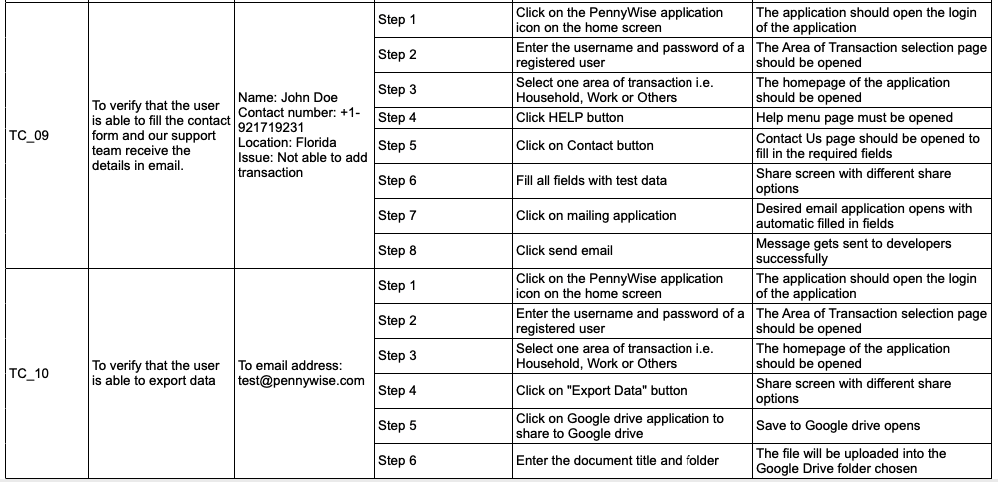 TC_09
To verify that the user
is able to fill the contact
form and our support
team receive the
details in email.
Name: John Doe
Contact number: +1-
921719231
Location: Florida
Issue: Not able to add
transaction
Step 1
Click on the PennyWise application
icon on the home screen
The application should open the login
of the application
Step 2
Enter the username and password of a
registered user
The Area of Transaction selection page
should be opened
Step 3
Select one area of transaction i.e.
Household, Work or Others
The homepage of the application
should be opened
Step 4
Click HELP button
Help menu page must be opened
Step 5
Click on Contact button
Contact Us page should be opened to
fill in the required fields
Step 6
Fill all fields with test data
Share screen with different share
options
Step 7
Click on mailing application
Desired email application opens with
automatic filled in fields
Step 8
Click send email
Message gets sent to developers
successfully
TC_10
To verify that the user
is able to export data
To email address:
test@pennywise.com
Step 1
Click on the PennyWise application
icon on the home screen
The application should open the login
of the application
Step 2
Enter the username and password of a
registered user
The Area of Transaction selection page
should be opened
Step 3
Select one area of transaction i.e.
Household, Work or Others
The homepage of the application
should be opened
Step 4
Click on "Export Data" button
Share screen with different share
options
Step 5
Click on Google drive application to
share to Google drive
Save to Google drive opens
Step 6
Enter the document title and folder
The file will be uploaded into the
Google Drive folder chosen